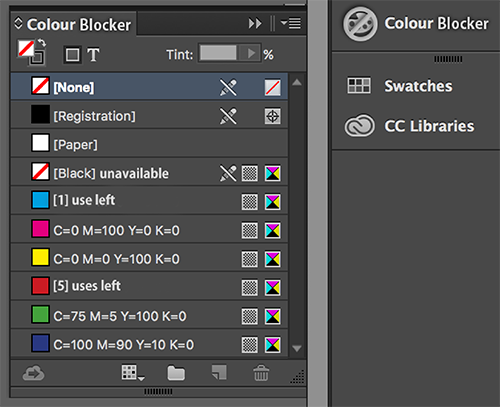 Colour Blocker
T Tint: %
[None]
[Registration]
[Paper]
[Black] unavailable
[1] use left
C=0 M=100 Y=0 K=0
C=0 M=0 Y=100 K=0
[5] uses left
C=75 M=5 Y=100 K=0
C=100 M=90 Y=10 K=0
Colour Blocker
Swatches
CC Libraries